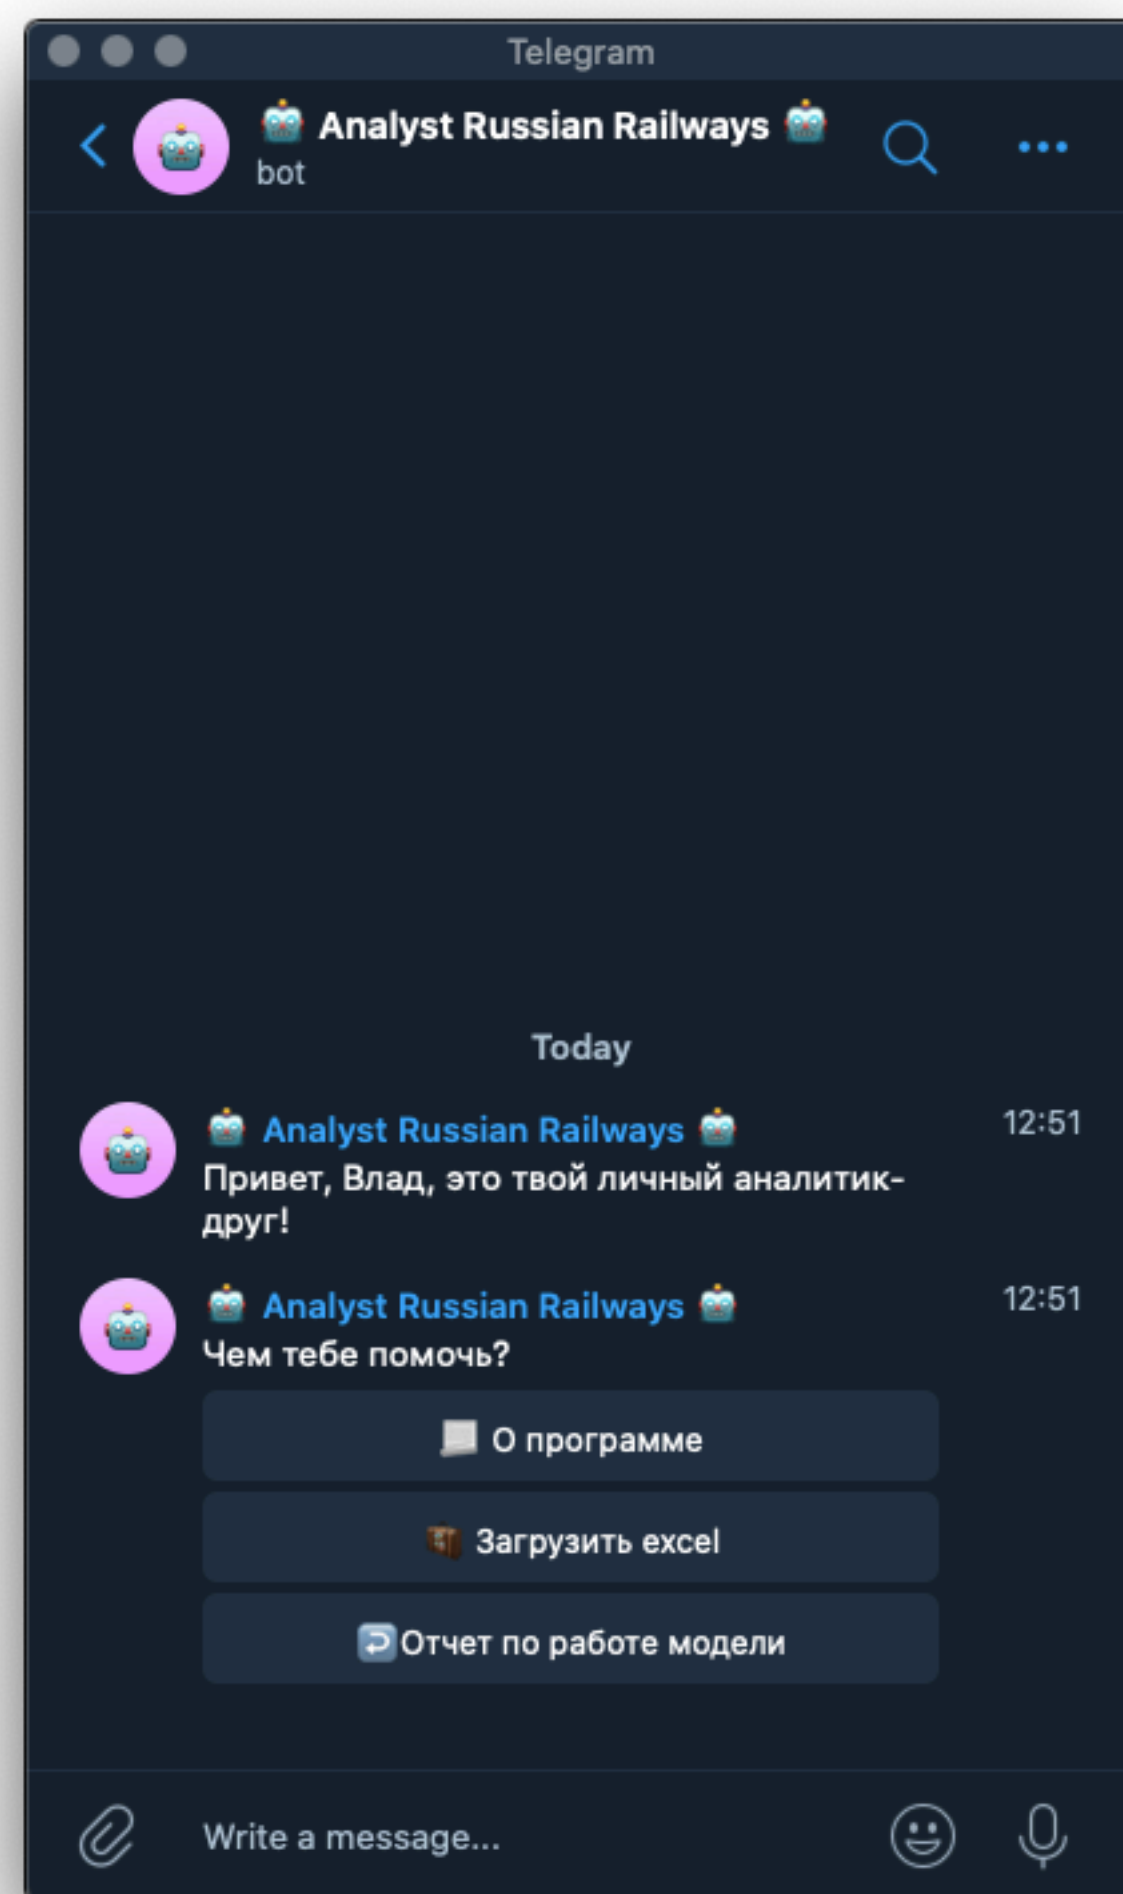 Telegram
🤖 Analyst Russian Railways 🤖
bot
Today
🤖 Analyst Russian Railways 🤖 12:51
Привет, Влад, это твой личный аналитик-
друг!
🤖 Analyst Russian Railways 🤖 12:51
Чем тебе помочь?
О программе
Загрузить excel
Отчет по работе модели
Write a message...